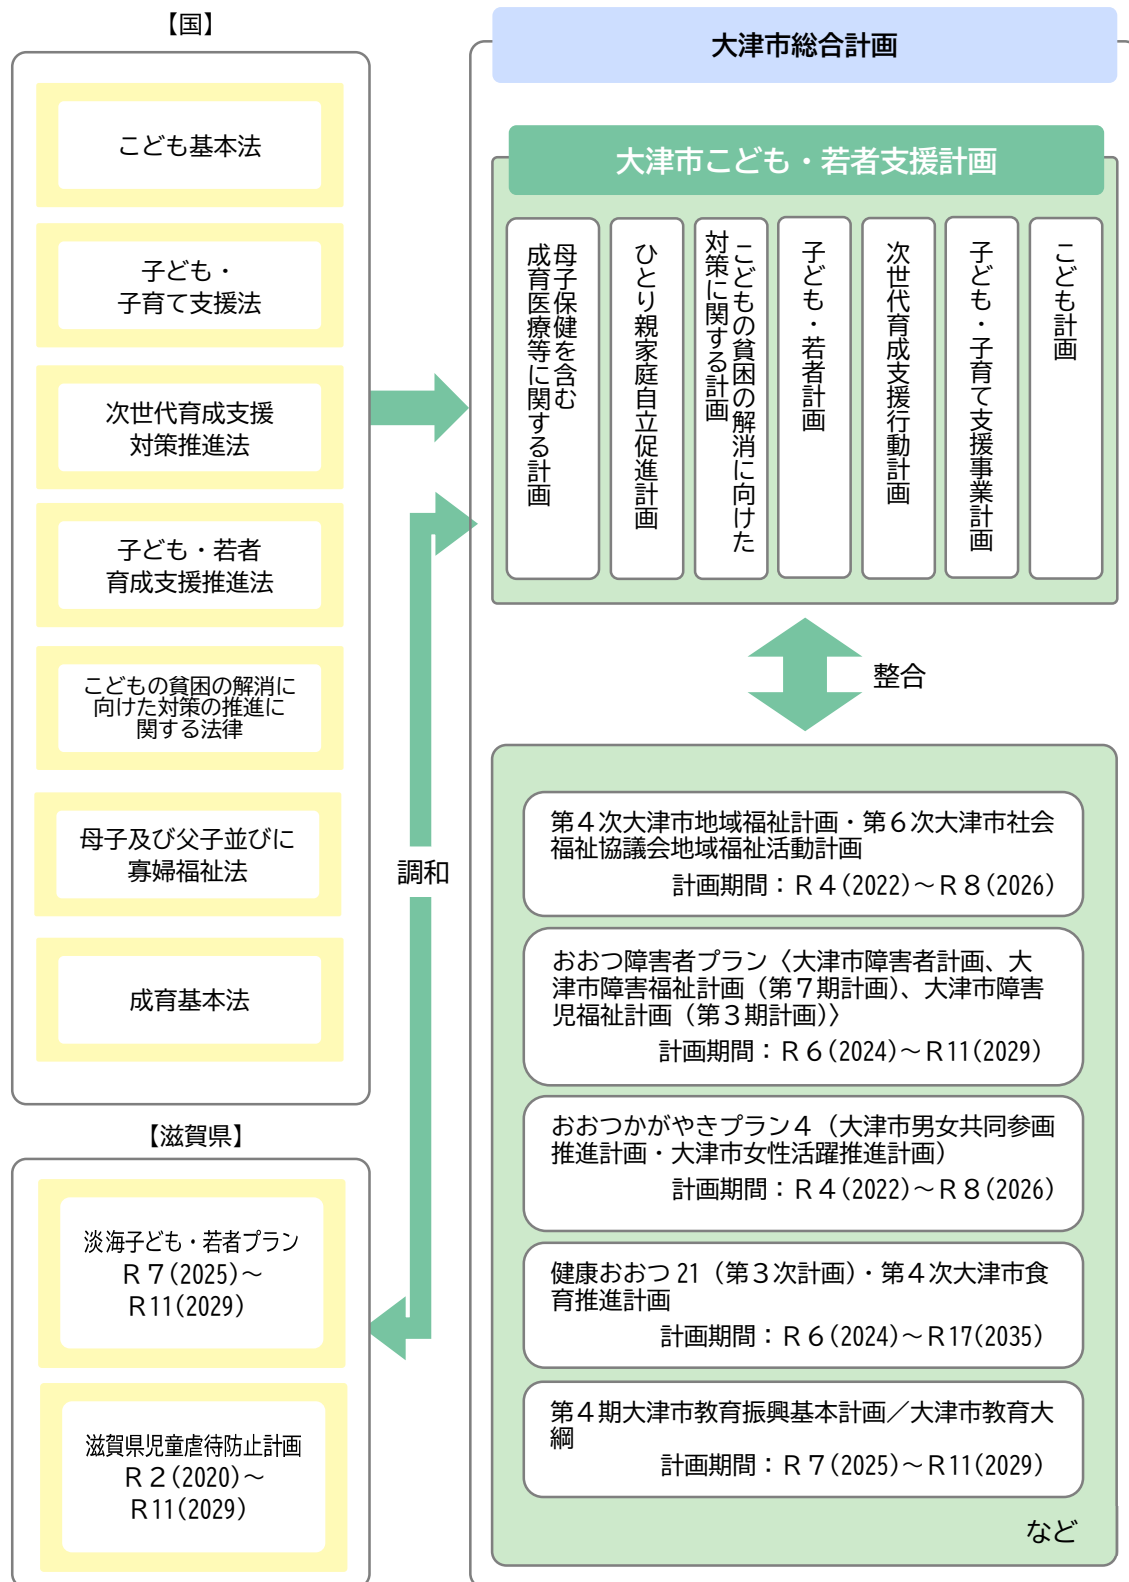 【国】
こども基本法
子ども・
子育て支援法
次世代育成支援
対策推進法
子ども・若者
育成支援推進法
こどもの貧困の解消に
向けた対策の推進に
関する法律
母子及び父子並びに
寡婦福祉法
成育基本法
【滋賀県】
淡海子ども・若者プラン
R７(2025)～
R11(2029)
滋賀県児童虐待防止計画
R２(2020)～
R11(2029)
調和
大津市総合計画
大津市こども・若者支援計画
こども計画
子ども・子育て支援事業計画
次世代育成支援行動計画
子ども・若者計画
こどもの貧困の解消に向けた
対策に関する計画
ひとり親家庭自立促進計画
母子保健を含む
成育医療等に関する計画
整合
第４次大津市地域福祉計画・第６次大津市社会
福祉協議会地域福祉活動計画
計画期間：R４(2022)～R８(2026)
おおつ障害者プラン〈大津市障害者計画、大
津市障害福祉計画（第７期計画）、大津市障害
児福祉計画（第３期計画）〉
計画期間：R６(2024)～R11(2029)
おおつかがやきプラン４（大津市男女共同参画
推進計画・大津市女性活躍推進計画）
計画期間：R４(2022)～R８(2026)
健康おおつ21（第３次計画）・第４次大津市食
育推進計画
計画期間：R６(2024)～R17(2035)
第４期大津市教育振興基本計画／大津市教育大
綱
計画期間：R７(2025)～R11(2029)
など